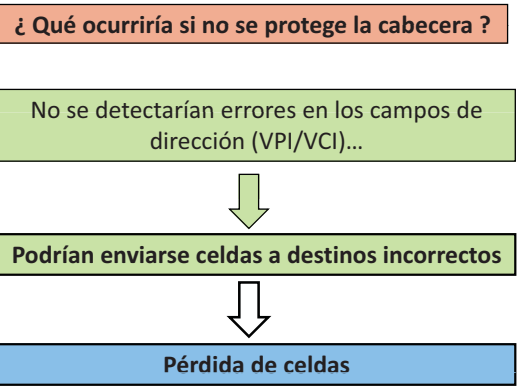 ¿ Qué ocurriría si no se protege la cabecera ?
No se detectarían errores en los campos de
dirección (VPI/VCI)...
Podrían enviarse celdas a destinos incorrectos
Pérdida de celdas